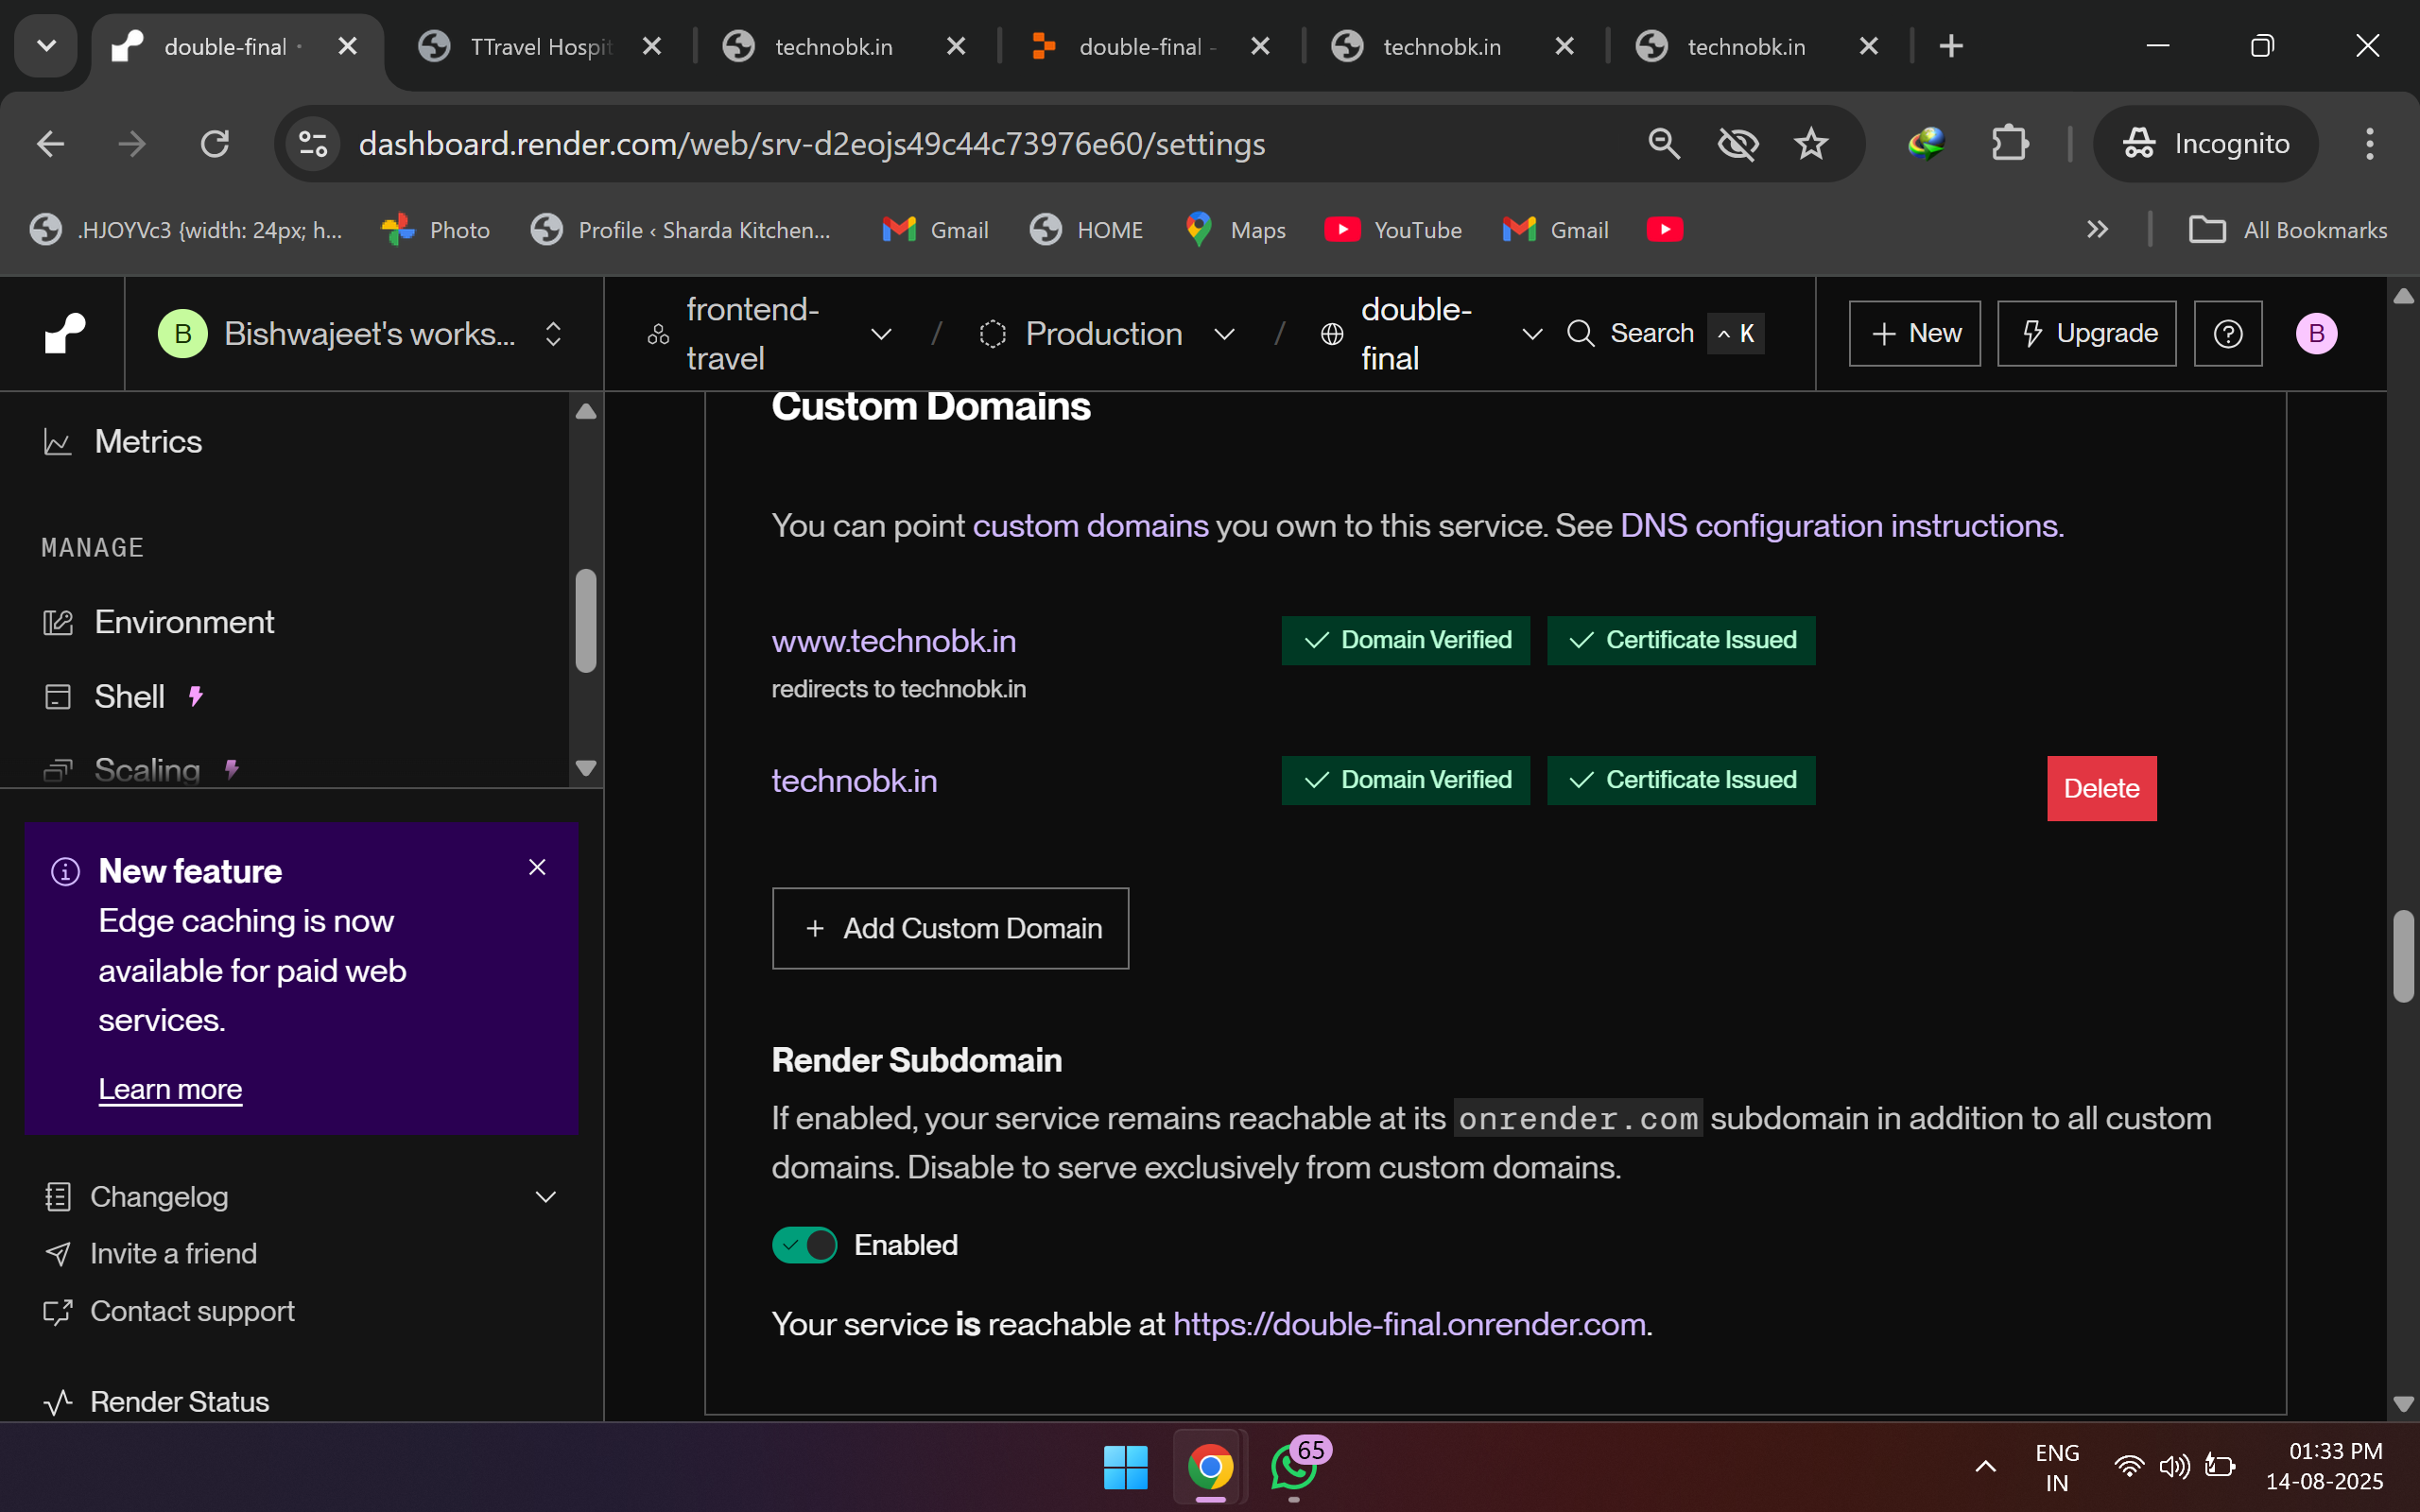 double-final
TTravel Hospit
technobk.in
double-final -
technobk.in
technobk.in
dashboard.render.com/web/srv-d2eojs49c44c73976e60/settings
Incognito
.HJOYVc3 {width: 24px; h...
Photo
Profile ‹ Sharda Kitchen...
Gmail
HOME
Maps
YouTube
Gmail
All Bookmarks
B
Bishwajeet's works...
frontend-
travel
/
Production
/
double-
final
Search
^ K
+ New
Upgrade
B
Metrics
MANAGE
Environment
Shell
Scaling
New feature
Edge caching is now
available for paid web
services.
Learn more
Changelog
Invite a friend
Contact support
Render Status
Custom Domains
You can point custom domains you own to this service. See DNS configuration instructions.
www.technobk.in
Domain Verified
Certificate Issued
redirects to technobk.in
technobk.in
Domain Verified
Certificate Issued
Delete
+ Add Custom Domain
Render Subdomain
If enabled, your service remains reachable at its onrender.com subdomain in addition to all custom
domains. Disable to serve exclusively from custom domains.
Enabled
Your service is reachable at https://double-final.onrender.com.
65
ENG
IN
01:33 PM
14-08-2025